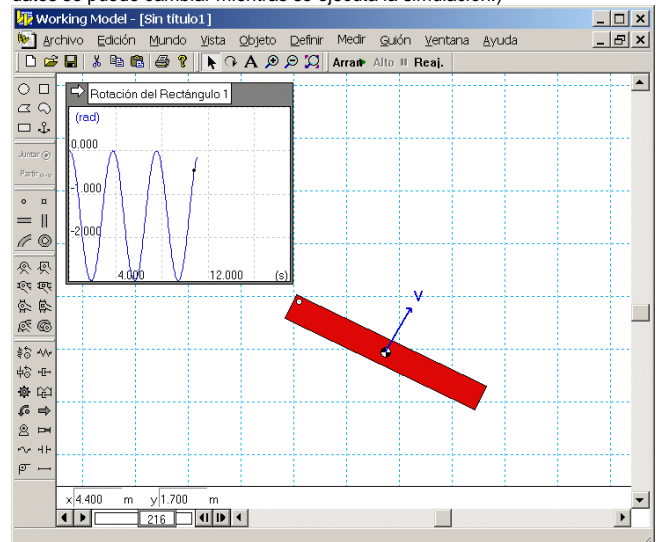 datos se puede cambiar mientras se ejecuta la simulación.)
Working Model - [Sin título1]
Archivo Edición Mundo Vista Objeto Definir Medir Guión Ventana Ayuda
A Arran Alto Reaj.
Rotación del Rectángulo 1
(rad)
0.000
Juntar
Partir
-1.000
-2.000
4.000 12.000 (s)
V
x 4.400 m y 1.700 m
216